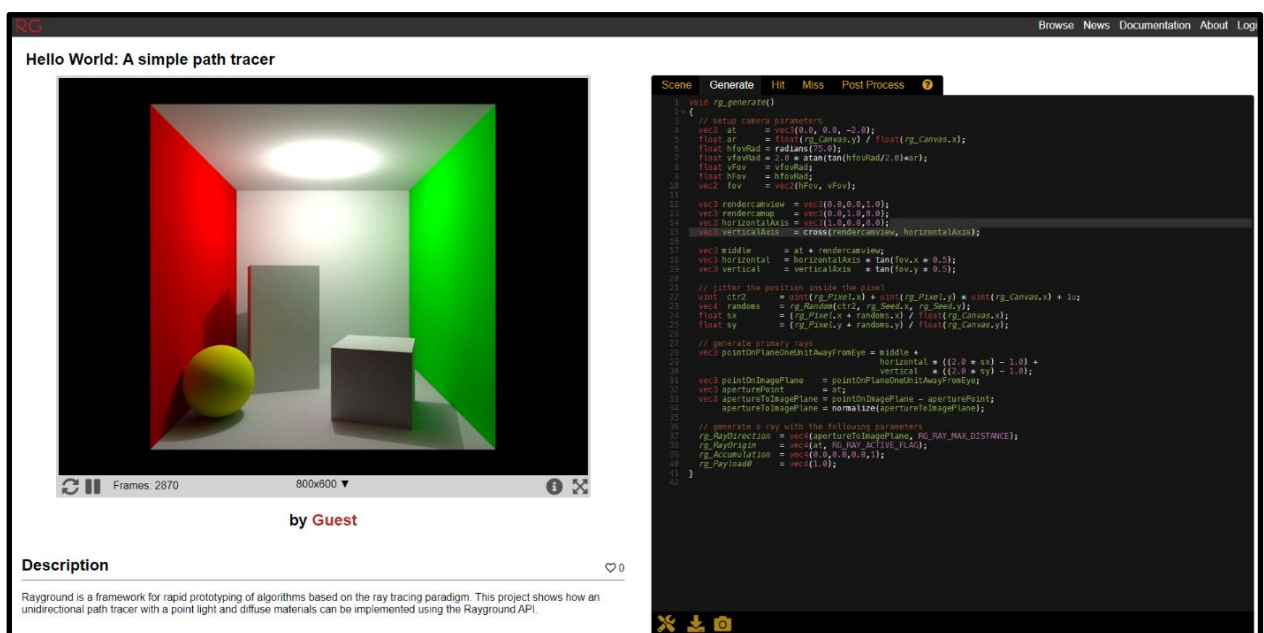 RG
Browse News Documentation About Logi
Hello World: A simple path tracer
Frames: 2870
800x600 ▼
by Guest
Description
0
Rayground is a framework for rapid prototyping of algorithms based on the ray tracing paradigm. This project shows how an
unidirectional path tracer with a point light and diffuse materials can be implemented using the Rayground API.
Scene Generate Hit Miss Post Process ?
1 void rg_generate()
2 {
3 // setup camera parameters
4 vec3 at = vec3(0.0, 0.0, -2.0);
5 float ar = float(rg_Canvas.y) / float(rg_Canvas.x);
6 float hfovRad = radians(75.0);
7 float vfovRad = 2.0 * atan(tan(hfovRad/2.0)*ar);
8 float vFov = vfovRad;
9 float hFov = hfovRad;
10 vec2 fov = vec2(hFov, vFov);
11
12 vec3 rendercamview = vec3(0.0,0.0,1.0);
13 vec3 rendercamup = vec3(0.0,1.0,0.0);
14 vec3 horizontalAxis = vec3(1.0,0.0,0.0);
15 vec3 verticalAxis = cross(rendercamview, horizontalAxis);
16
17 vec3 middle = at + rendercamview;
18 vec3 horizontal = horizontalAxis * tan(fov.x * 0.5);
19 vec3 vertical = verticalAxis * tan(fov.y * 0.5);
20
21 // jitter the position inside the pixel
22 uint ctr2 = uint(rg_Pixel.x) + uint(rg_Pixel.y) * uint(rg_Canvas.x) + 1u;
23 vec4 randoms = rg_Random(ctr2, rg_Seed.x, rg_Seed.y);
24 float sx = (rg_Pixel.x + randoms.x) / float(rg_Canvas.x);
25 float sy = (rg_Pixel.y + randoms.y) / float(rg_Canvas.y);
26
27 // generate primary rays
28 vec3 pointOnPlaneOneUnitAwayFromEye = middle +
29 horizontal * ((2.0 * sx) - 1.0) +
30 vertical * ((2.0 * sy) - 1.0);
31 vec3 pointOnImagePlane = pointOnPlaneOneUnitAwayFromEye;
32 vec3 aperturePoint = at;
33 vec3 apertureToImagePlane = pointOnImagePlane - aperturePoint;
34 apertureToImagePlane = normalize(apertureToImagePlane);
35
36 // generate a ray with the following parameters
37 rg_RayDirection = vec4(apertureToImagePlane, RG_RAY_MAX_DISTANCE);
38 rg_RayOrigin = vec4(at, RG_RAY_ACTIVE_FLAG);
39 rg_Accumulation = vec4(0.0,0.0,0.0,1);
40 rg_Payload0 = vec4(1.0);
41 }
42